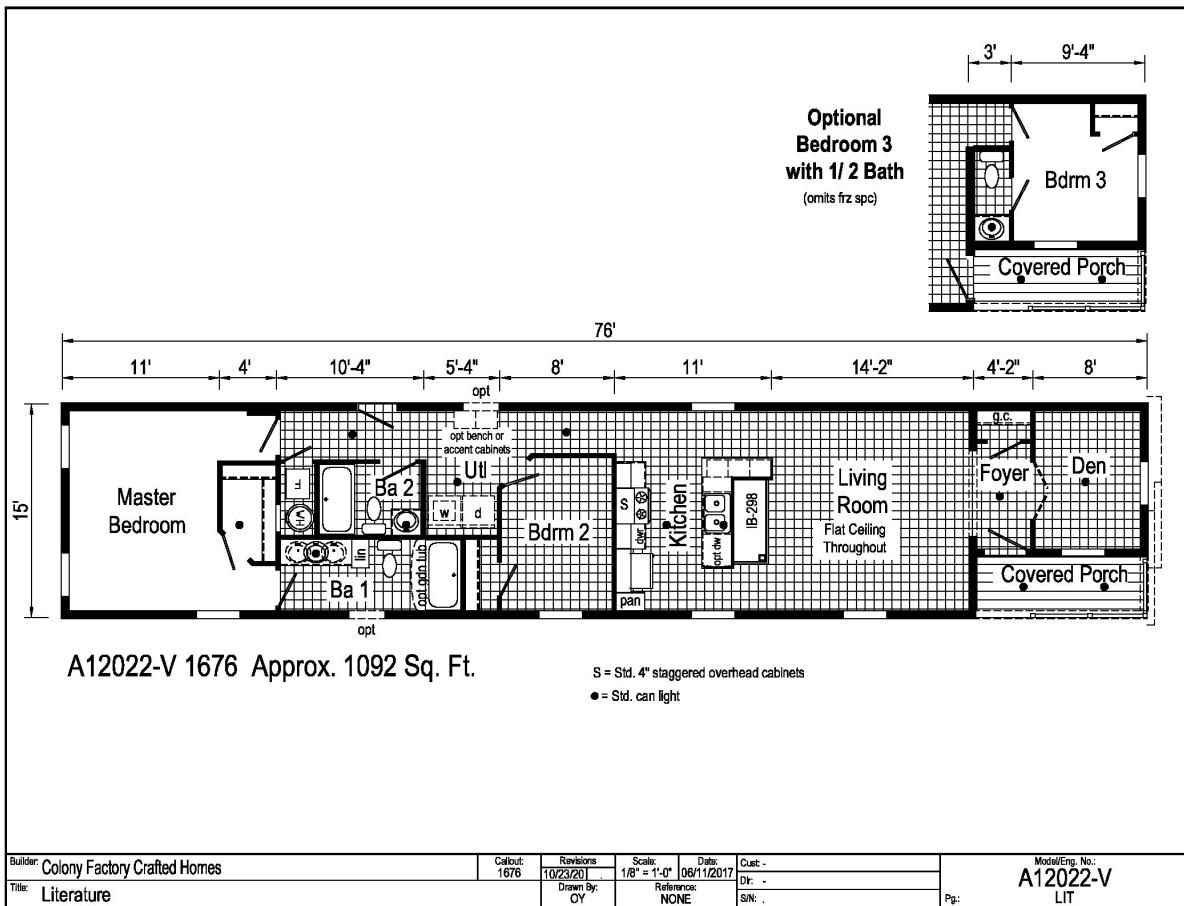 3'
9'-4"
Optional
Bedroom 3
with 1/ 2 Bath
(omits frz spc)
Bdrm 3
Covered Porch
76'
11'
4'
10'-4"
5'-4"
8'
11'
14'-2"
4'-2"
8'
opt
15'
opt bench or
accent cabinets
g.c.
Utl
Ba 2
F
WH
w
d
Master
Bedroom
Bdrm 2
S
dwr
Kitchen
opt dw
IB-298
Living
Room
Flat Ceiling
Throughout
Foyer
Den
lin
Ba 1
opt gdn tub
pan
Covered Porch
opt
A12022-V 1676 Approx. 1092 Sq. Ft.
S = Std. 4" staggered overhead cabinets
● = Std. can light
Builder: Colony Factory Crafted Homes
Title: Literature
Callout:
1676
Revisions
10/23/20
Drawn By:
OY
Scale:
1/8" = 1'-0"
Date:
06/11/2017
Reference:
NONE
Cust: -
Dlr: -
S/N: .
Model/Eng. No.:
A12022-V
Pg.: LIT